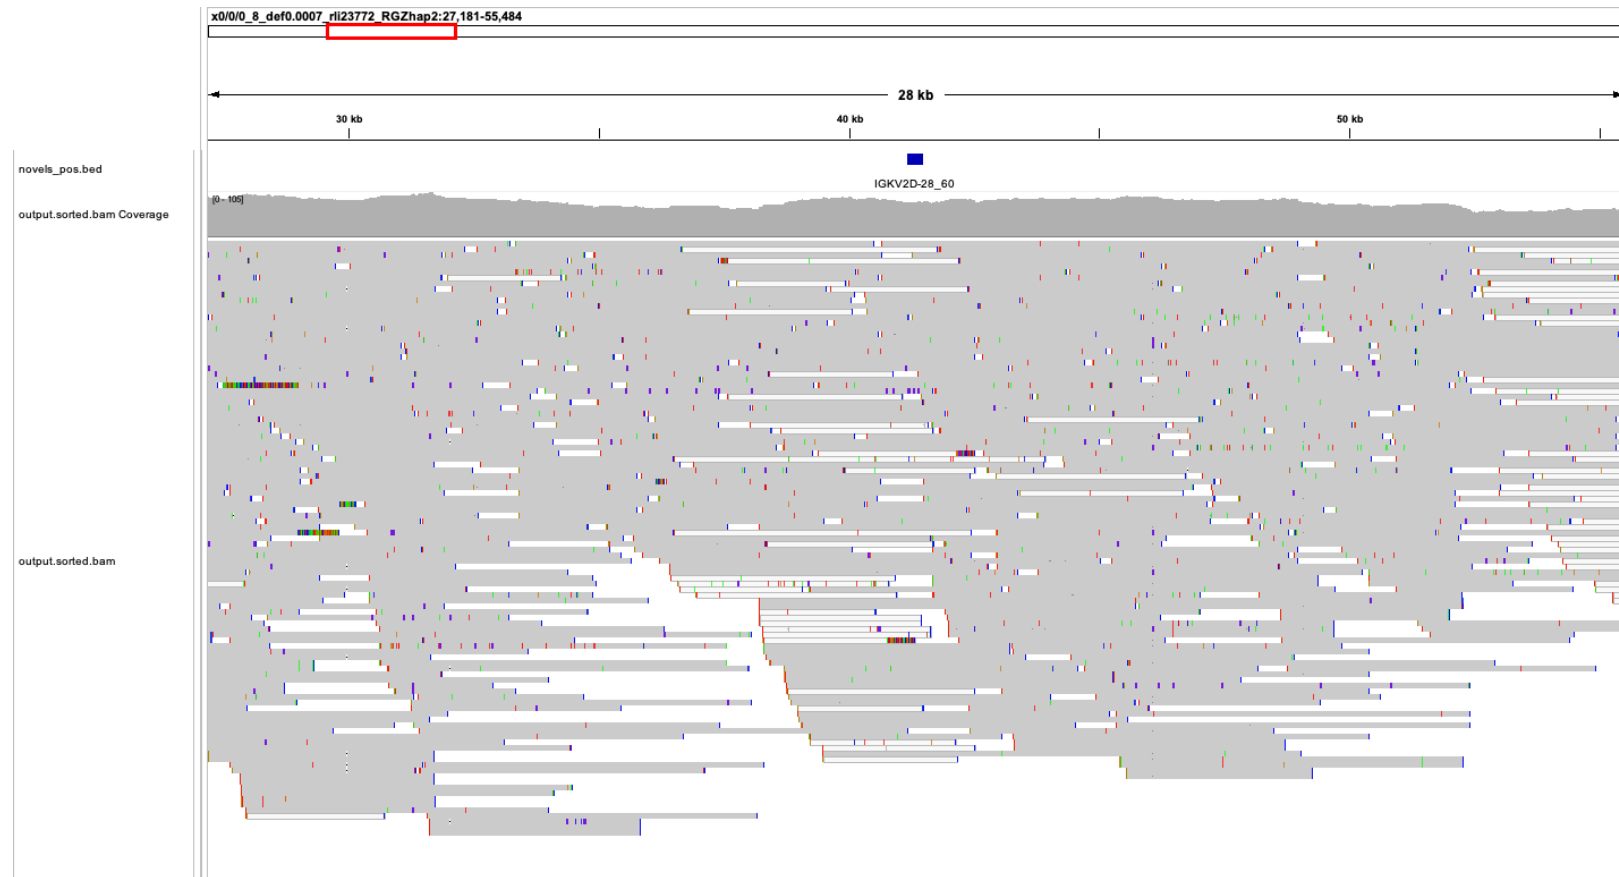 x0/0/0_8_def0.0007_rli23772_RGZhap2:27,181-55,484
28 kb
30 kb
40 kb
50 kb
novels_pos.bed
IGKV2D-28_60
[0 - 105]
output.sorted.bam Coverage
output.sorted.bam